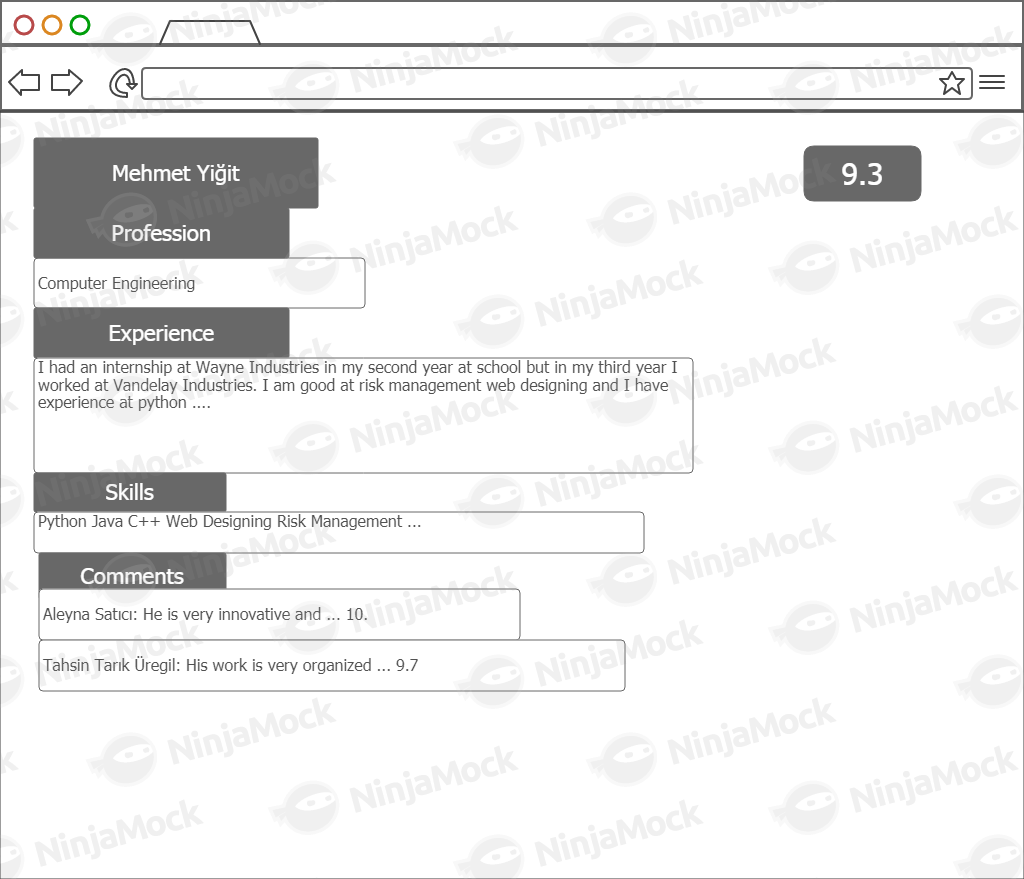 Mehmet Yiğit
9.3
Profession
Computer Engineering
Experience
I had an internship at Wayne Industries in my second year at school but in my third year I
worked at Vandelay Industries. I am good at risk management web designing and I have
experience at python ....
Skills
Python Java C++ Web Designing Risk Management ...
Comments
Aleyna Satıcı: He is very innovative and ... 10.
Tahsin Tarık Üregil: His work is very organized ... 9.7
NinjaMock